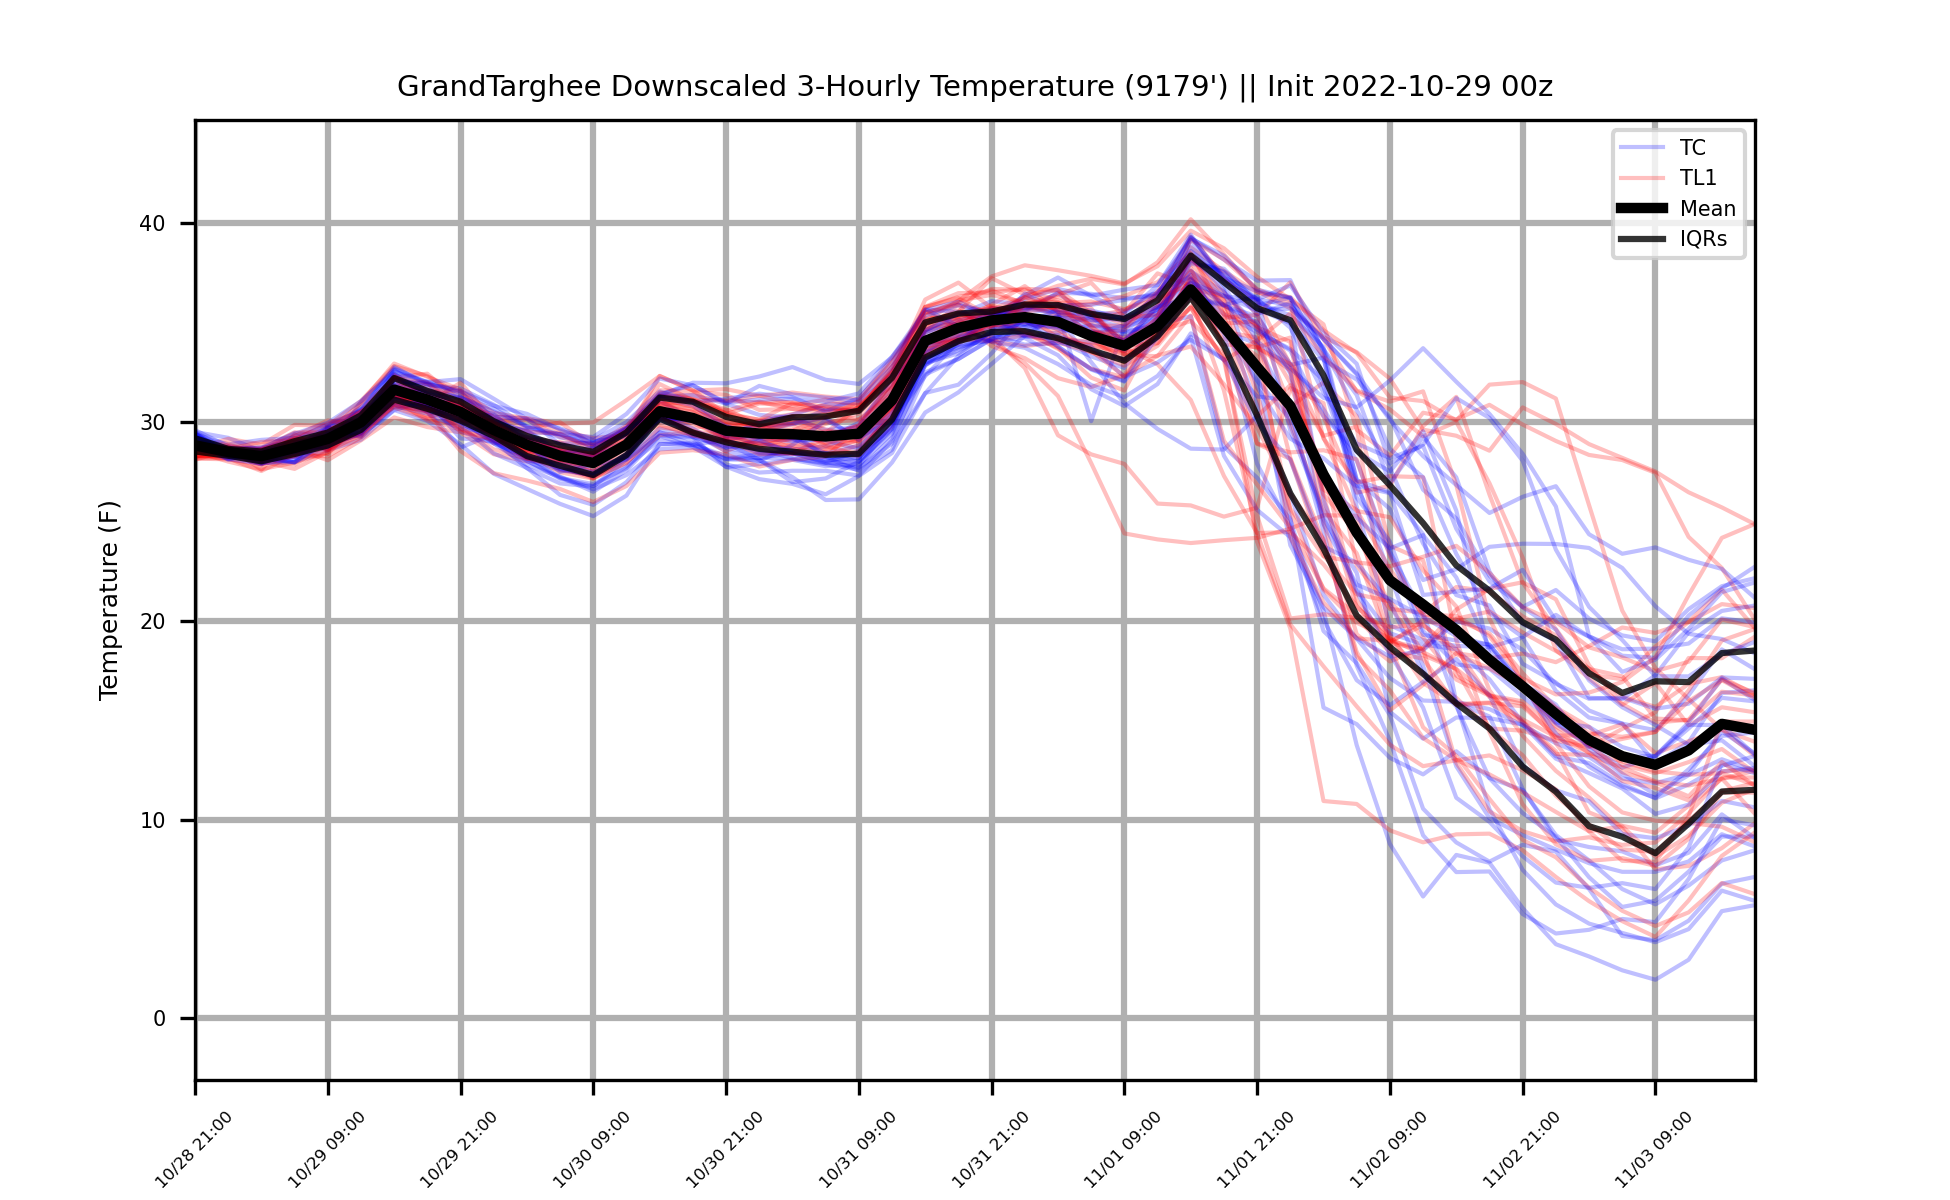 GrandTarghee Downscaled 3-Hourly Temperature (9179') || Init 2022-10-29 00z
TC
TL1
Mean
IQRs
Temperature (F)
40
30
20
10
0
10/28 21:00
10/29 09:00
10/29 21:00
10/30 09:00
10/30 21:00
10/31 09:00
10/31 21:00
11/01 09:00
11/01 21:00
11/02 09:00
11/02 21:00
11/03 09:00